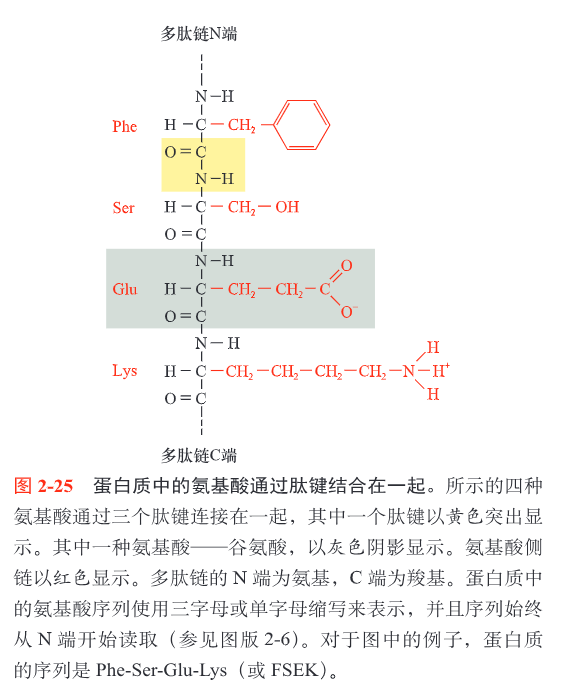 多肽链N端
N－H
Phe H－C－CH₂－
O＝C
N－H
Ser H－C－CH₂－OH
O＝C
N－H
O
Glu H－C－CH₂－CH₂－C
O⁻
O＝C
N－H
H
Lys H－C－CH₂－CH₂－CH₂－CH₂－N－H⁺
H
O＝C
多肽链C端
图 2-25 蛋白质中的氨基酸通过肽键结合在一起。所示的四种
氨基酸通过三个肽键连接在一起，其中一个肽键以黄色突出显
示。其中一种氨基酸——谷氨酸，以灰色阴影显示。氨基酸侧
链以红色显示。多肽链的 N 端为氨基，C 端为羧基。蛋白质中
的氨基酸序列使用三字母或单字母缩写来表示，并且序列始终
从 N 端开始读取（参见图版 2-6）。对于图中的例子，蛋白质
的序列是 Phe-Ser-Glu-Lys（或 FSEK）。